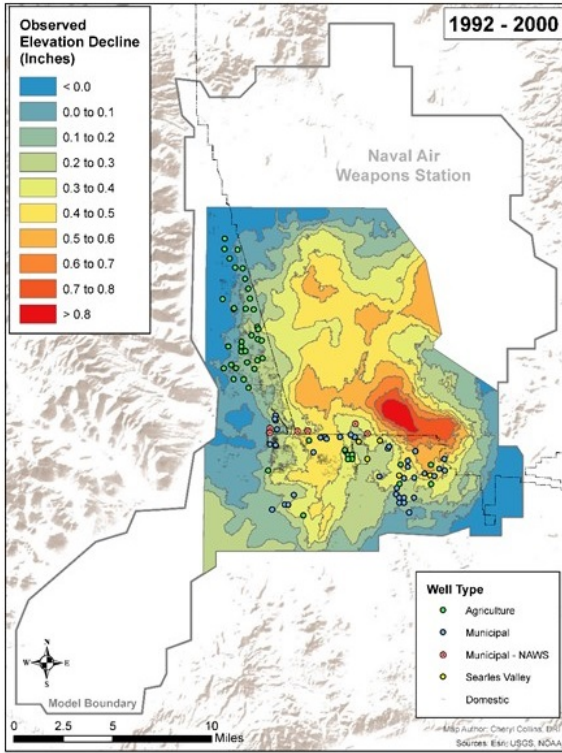 Observed
Elevation Decline
(Inches)
< 0.0
0.0 to 0.1
0.1 to 0.2
0.2 to 0.3
0.3 to 0.4
0.4 to 0.5
0.5 to 0.6
0.6 to 0.7
0.7 to 0.8
> 0.8
1992 - 2000
Naval Air
Weapons Station
Well Type
Agriculture
Municipal
Municipal - NAWS
Searles Valley
Domestic
N
W E
S
Model Boundary
0 2.5 5 10
Miles
Map Author: Cheryl Collins,
Sources: Esri, USGS, NOAA